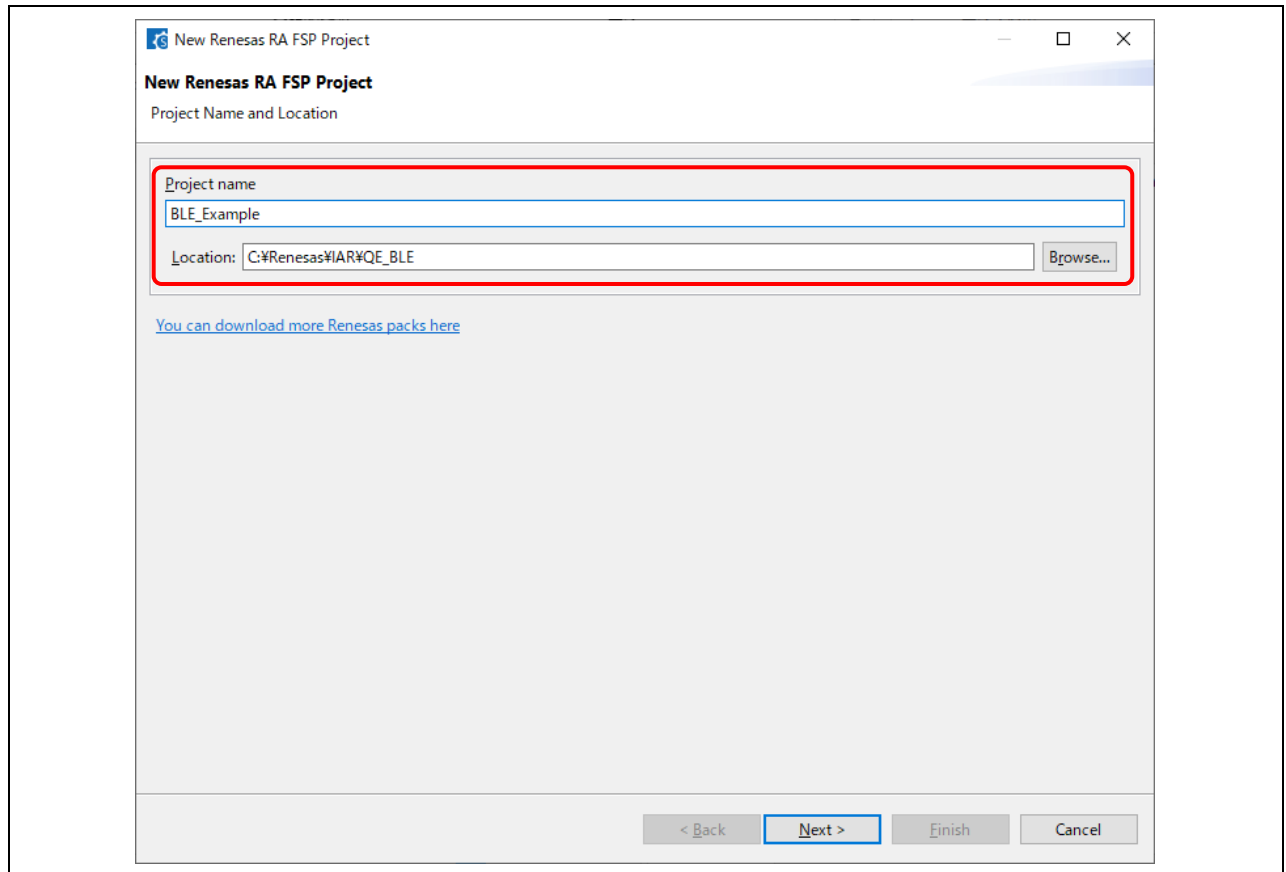 New Renesas RA FSP Project
New Renesas RA FSP Project
Project Name and Location
Project name
BLE_Example
Location: C:¥Renesas¥IAR¥QE_BLE Browse...
You can download more Renesas packs here
< Back Next > Finish Cancel